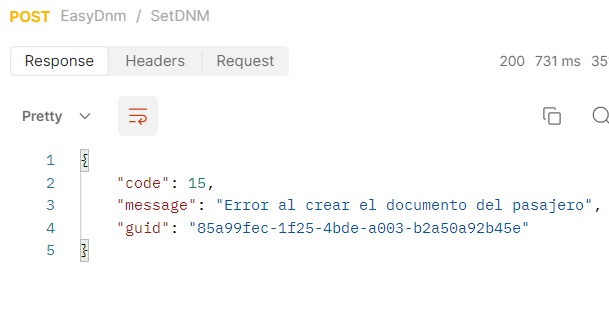 POST EasyDnm / SetDNM
Response Headers Request 200 731 ms 35
Pretty
1 {
2 "code": 15,
3 "message": "Error al crear el documento del pasajero",
4 "guid": "85a99fec-1f25-4bde-a003-b2a50a92b45e"
5 }